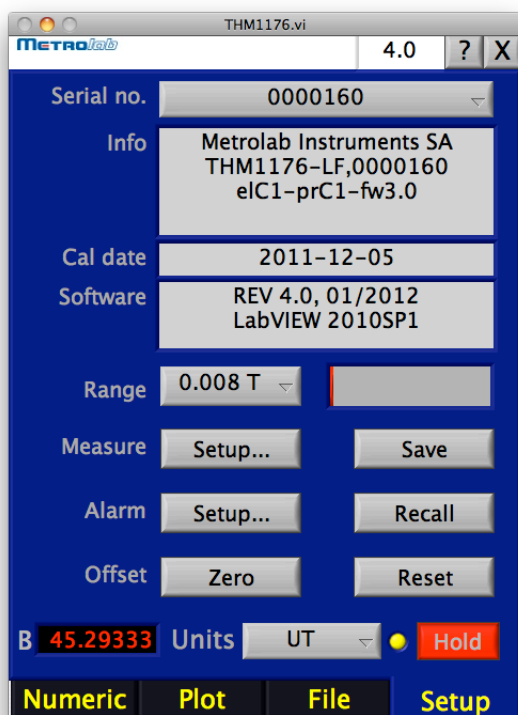 THM1176.vi
METROlab
4.0 ? X
Serial no. 0000160
Info Metrolab Instruments SA
THM1176-LF,0000160
elC1-prC1-fw3.0
Cal date 2011-12-05
Software REV 4.0, 01/2012
LabVIEW 2010SP1
Range 0.008 T
Measure Setup... Save
Alarm Setup... Recall
Offset Zero Reset
B 45.29333 Units UT Hold
Numeric Plot File Setup